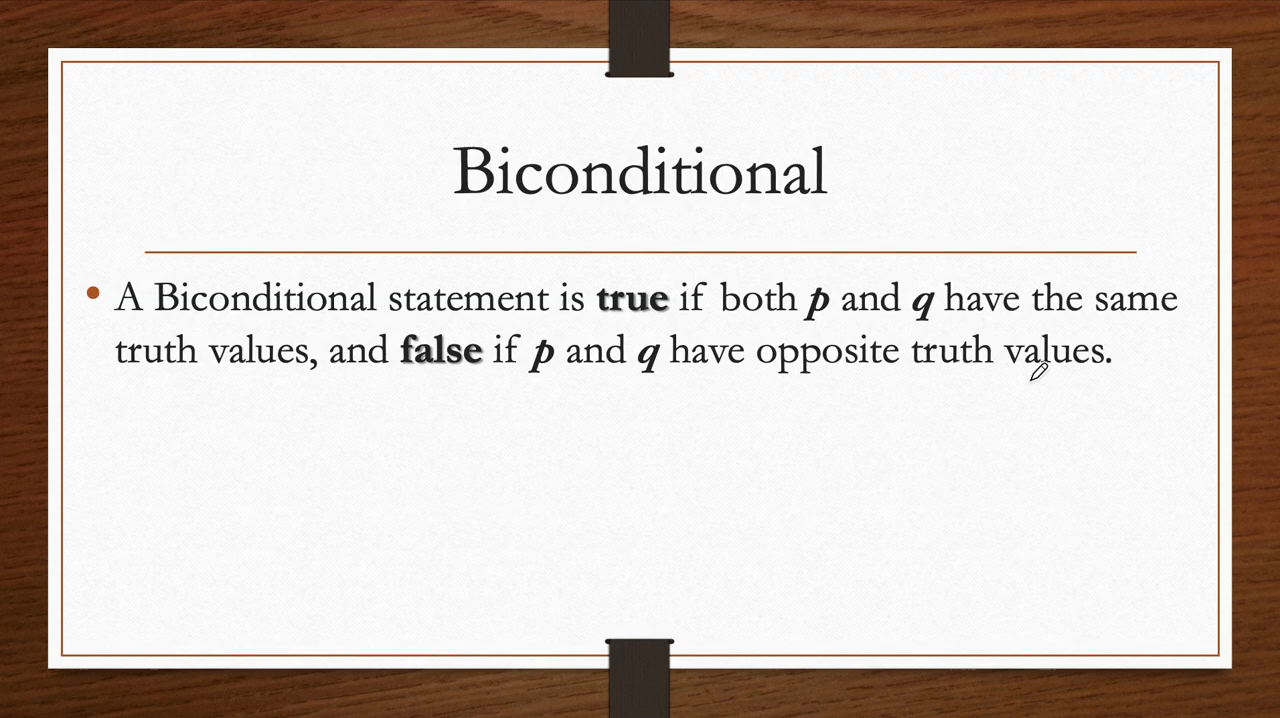 Biconditional
• A Biconditional statement is true if both p and q have the same
truth values, and false if p and q have opposite truth values.